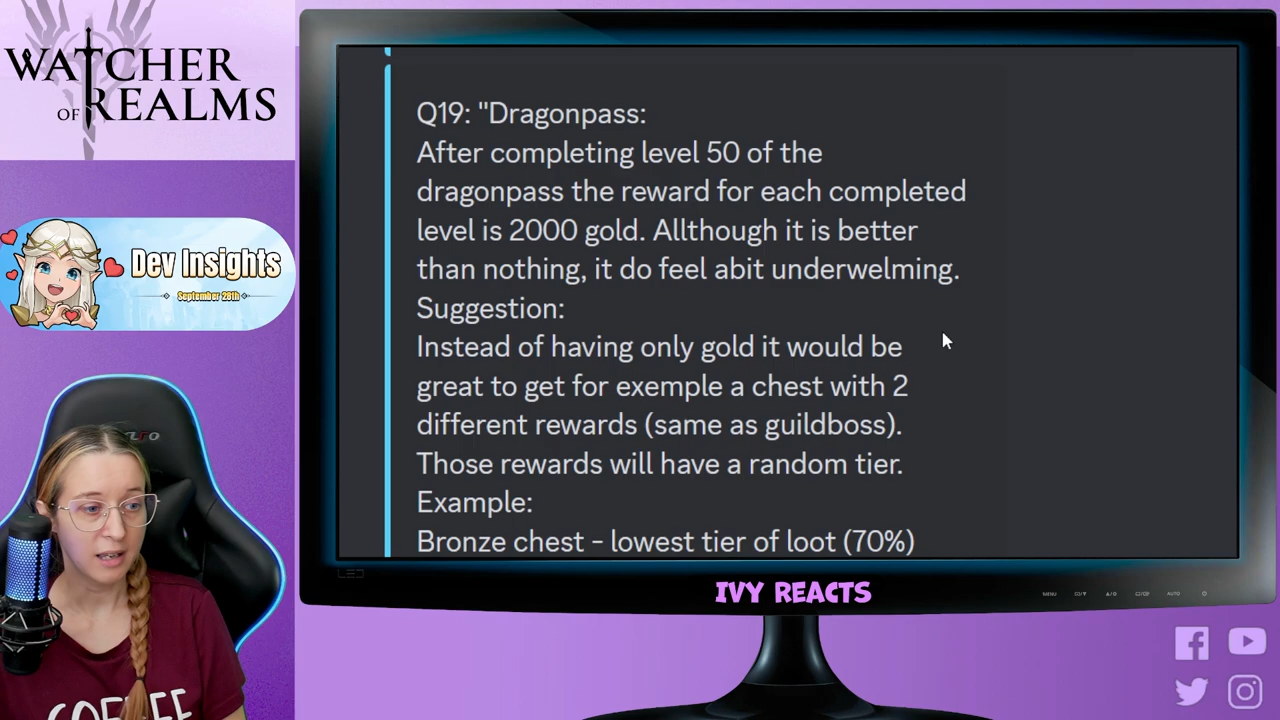 WATCHER
OF REALMS
Dev Insights
September 28th
Q19: "Dragonpass:
After completing level 50 of the
dragonpass the reward for each completed
level is 2000 gold. Allthough it is better
than nothing, it do feel abit underwelming.
Suggestion:
Instead of having only gold it would be
great to get for exemple a chest with 2
different rewards (same as guildboss).
Those rewards will have a random tier.
Example:
Bronze chest - lowest tier of loot (70%)
IVY REACTS
MENU
AUTO
COFFEE